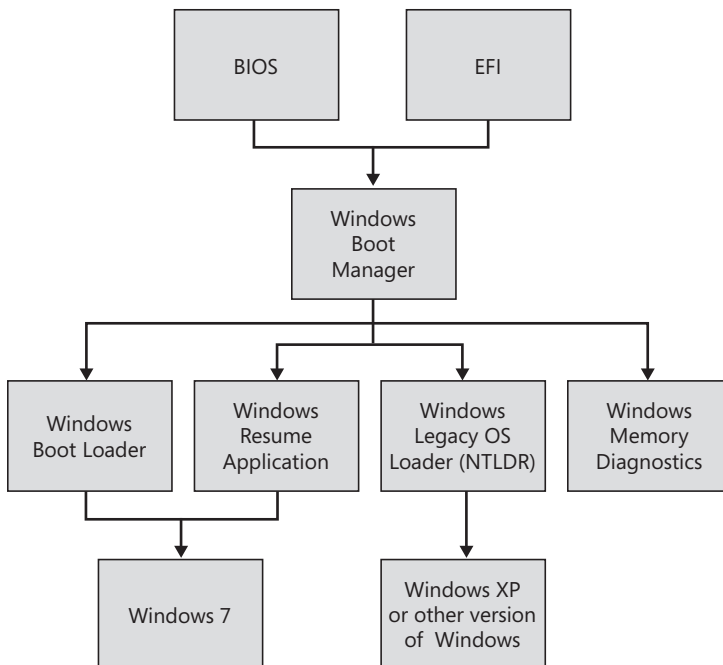 BIOS
EFI
Windows
Boot
Manager
Windows
Boot Loader
Windows
Resume
Application
Windows
Legacy OS
Loader (NTLDR)
Windows
Memory
Diagnostics
Windows 7
Windows XP
or other version
of Windows